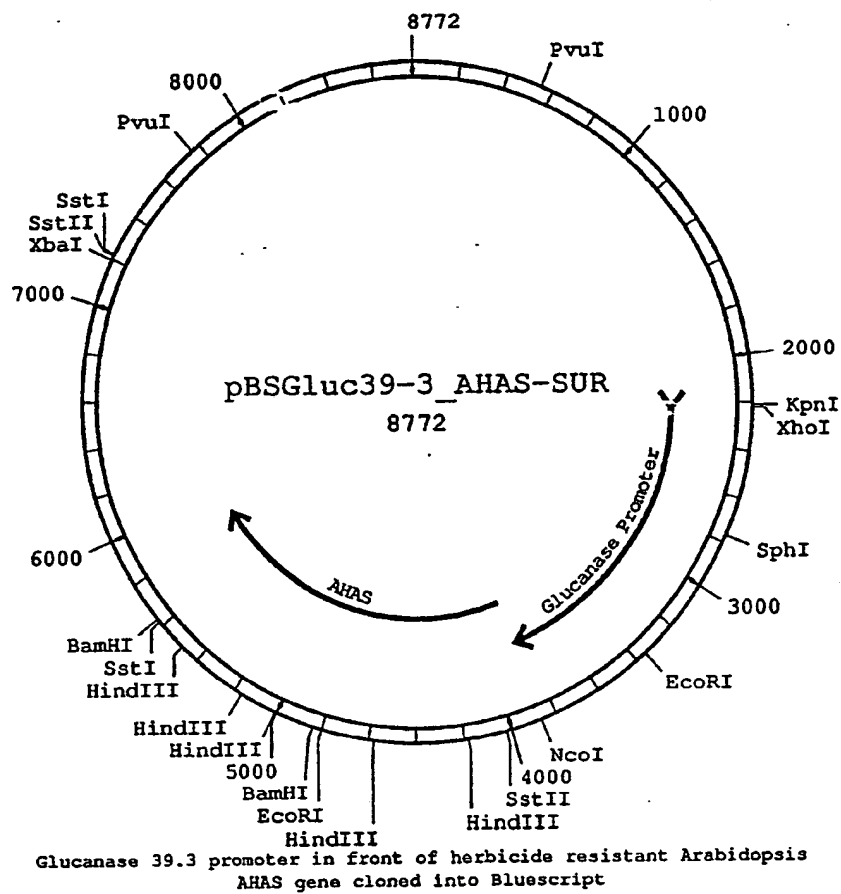 8772
PvuI
8000
PvuI
1000
SstI
SstII
XbaI
7000
2000
pBSGluc39-3_AHAS-SUR
8772
KpnI
XhoI
Glucanase Promoter
SphI
6000
AHAS
3000
BamHI
SstI
HindIII
EcoRI
HindIII
HindIII
5000
NcoI
4000
BamHI
SstII
EcoRI
HindIII
HindIII
Glucanase 39.3 promoter in front of herbicide resistant Arabidopsis
AHAS gene cloned into Bluescript